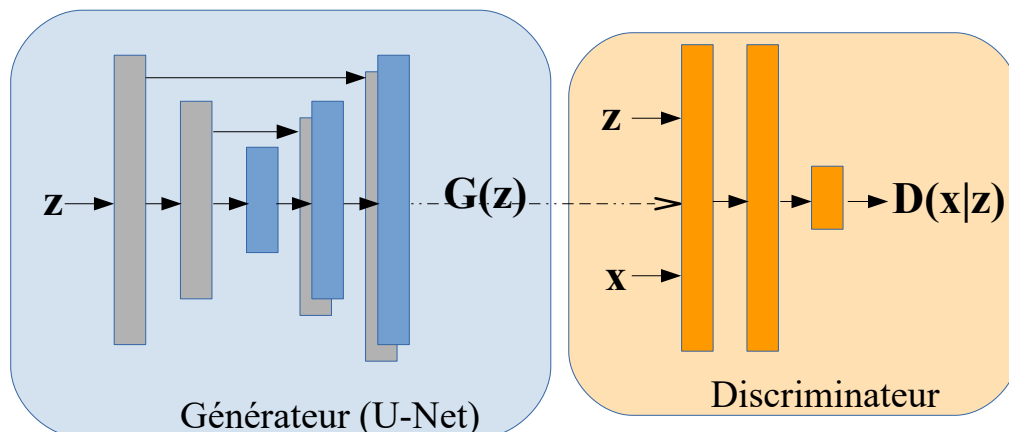 z
G(z)
Générateur (U-Net)
z
x
D(x|z)
Discriminateur